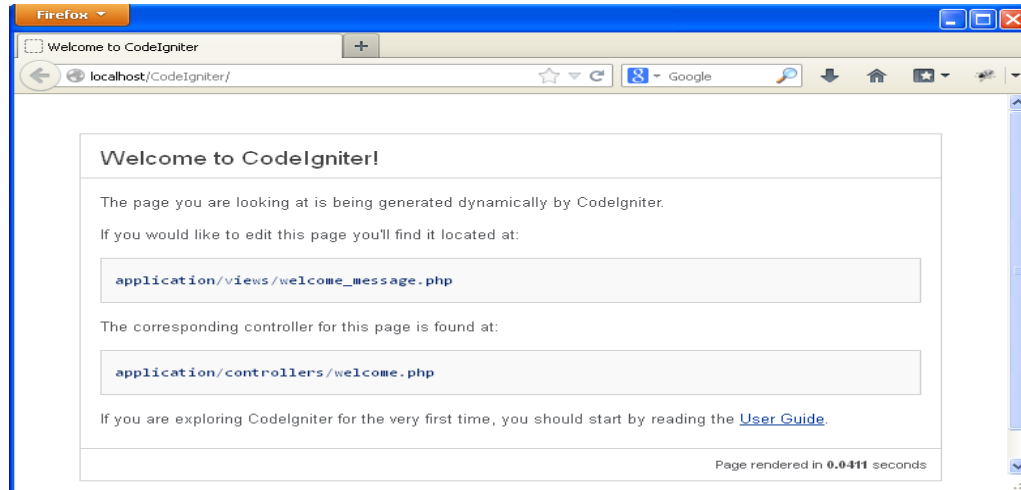 Firefox
Welcome to CodeIgniter
localhost/CodeIgniter/
Google
Welcome to CodeIgniter!
The page you are looking at is being generated dynamically by CodeIgniter.
If you would like to edit this page you'll find it located at:
application/views/welcome_message.php
The corresponding controller for this page is found at:
application/controllers/welcome.php
If you are exploring CodeIgniter for the very first time, you should start by reading the User Guide.
Page rendered in 0.0411 seconds